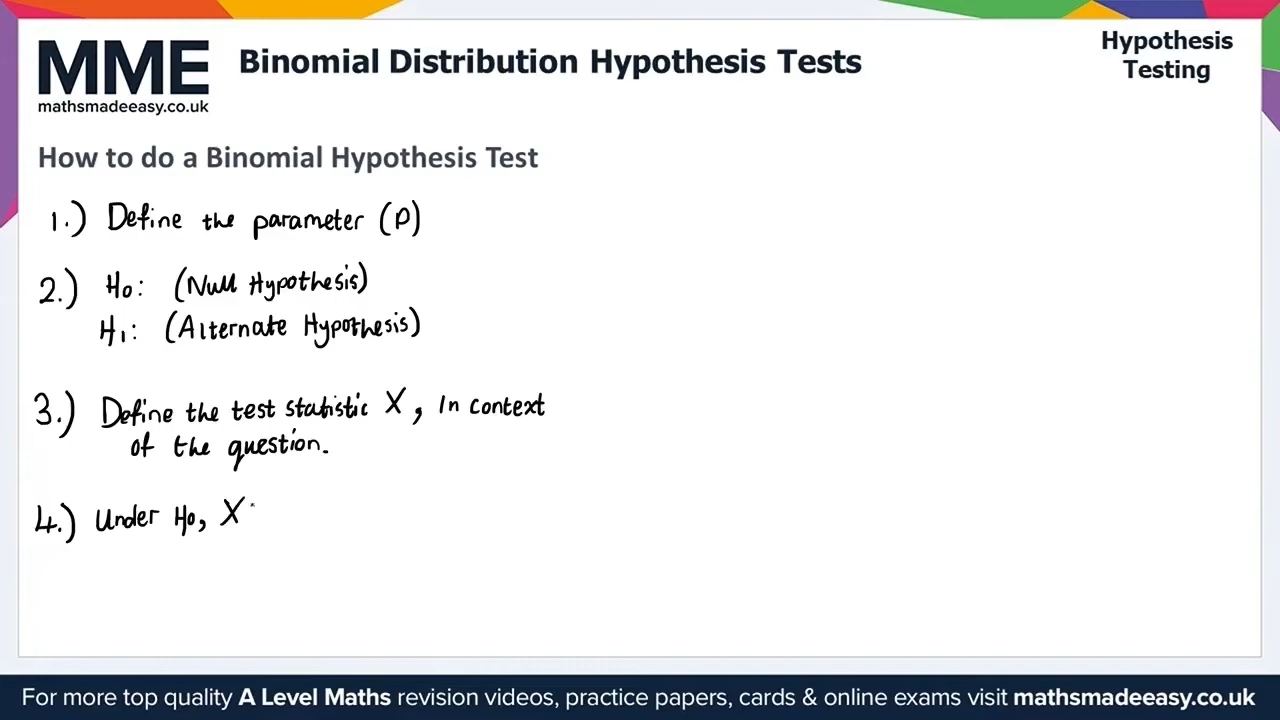 MME
mathsmadeeasy.co.uk
Binomial Distribution Hypothesis Tests
Hypothesis
Testing
How to do a Binomial Hypothesis Test
1.) Define the parameter (p)
2.) H₀: (Null Hypothesis)
H₁: (Alternate Hypothesis)
3.) Define the test statistic X, in context
of the question.
4.) Under H₀, X
For more top quality A Level Maths revision videos, practice papers, cards & online exams visit mathsmadeeasy.co.uk